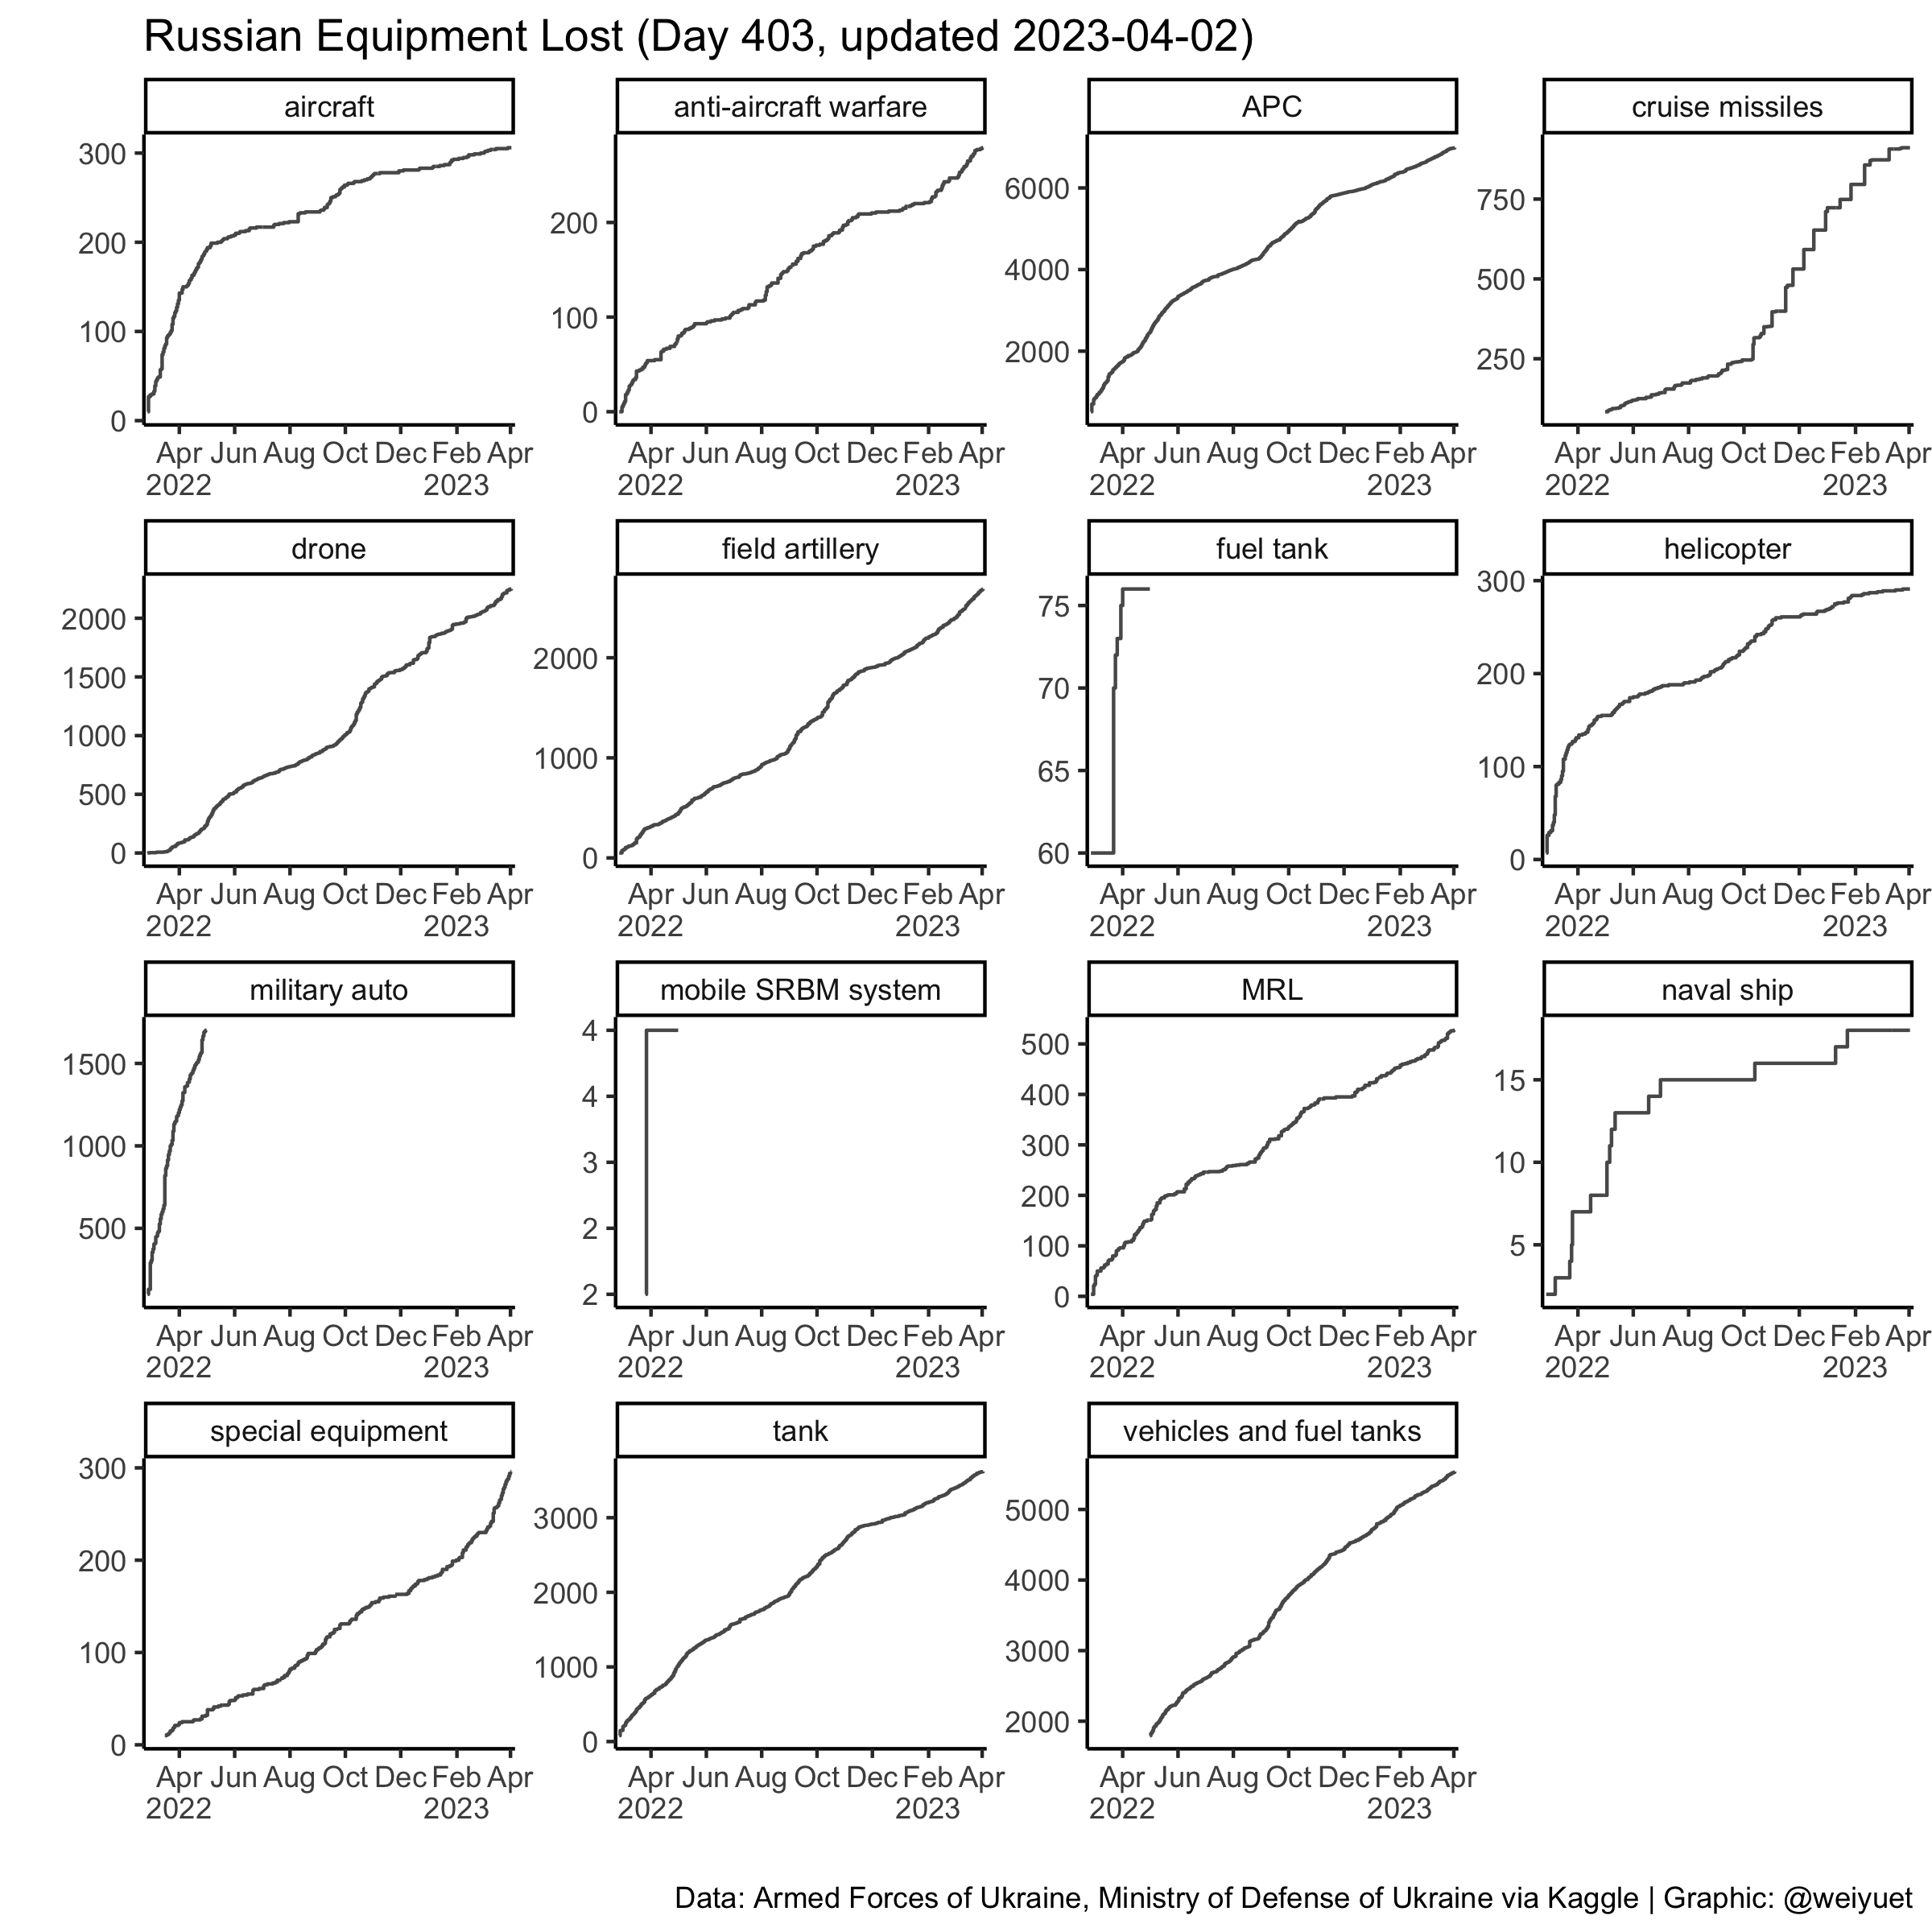 Russian Equipment Lost (Day 403, updated 2023-04-02)
aircraft
anti-aircraft warfare
APC
cruise missiles
300
200
100
0
200
100
0
6000
4000
2000
750
500
250
Apr Jun Aug Oct Dec Feb Apr
2022 2023
Apr Jun Aug Oct Dec Feb Apr
2022 2023
Apr Jun Aug Oct Dec Feb Apr
2022 2023
Apr Jun Aug Oct Dec Feb Apr
2022 2023
drone
field artillery
fuel tank
helicopter
2000
1500
1000
500
0
2000
1000
0
75
70
65
60
300
200
100
0
Apr Jun Aug Oct Dec Feb Apr
2022 2023
Apr Jun Aug Oct Dec Feb Apr
2022 2023
Apr Jun Aug Oct Dec Feb Apr
2022 2023
Apr Jun Aug Oct Dec Feb Apr
2022 2023
military auto
mobile SRBM system
MRL
naval ship
1500
1000
500
4
4
3
2
2
500
400
300
200
100
0
15
10
5
Apr Jun Aug Oct Dec Feb Apr
2022 2023
Apr Jun Aug Oct Dec Feb Apr
2022 2023
Apr Jun Aug Oct Dec Feb Apr
2022 2023
Apr Jun Aug Oct Dec Feb Apr
2022 2023
special equipment
tank
vehicles and fuel tanks
300
200
100
0
3000
2000
1000
0
5000
4000
3000
2000
Apr Jun Aug Oct Dec Feb Apr
2022 2023
Apr Jun Aug Oct Dec Feb Apr
2022 2023
Apr Jun Aug Oct Dec Feb Apr
2022 2023
Data: Armed Forces of Ukraine, Ministry of Defense of Ukraine via Kaggle | Graphic: @weiyuet